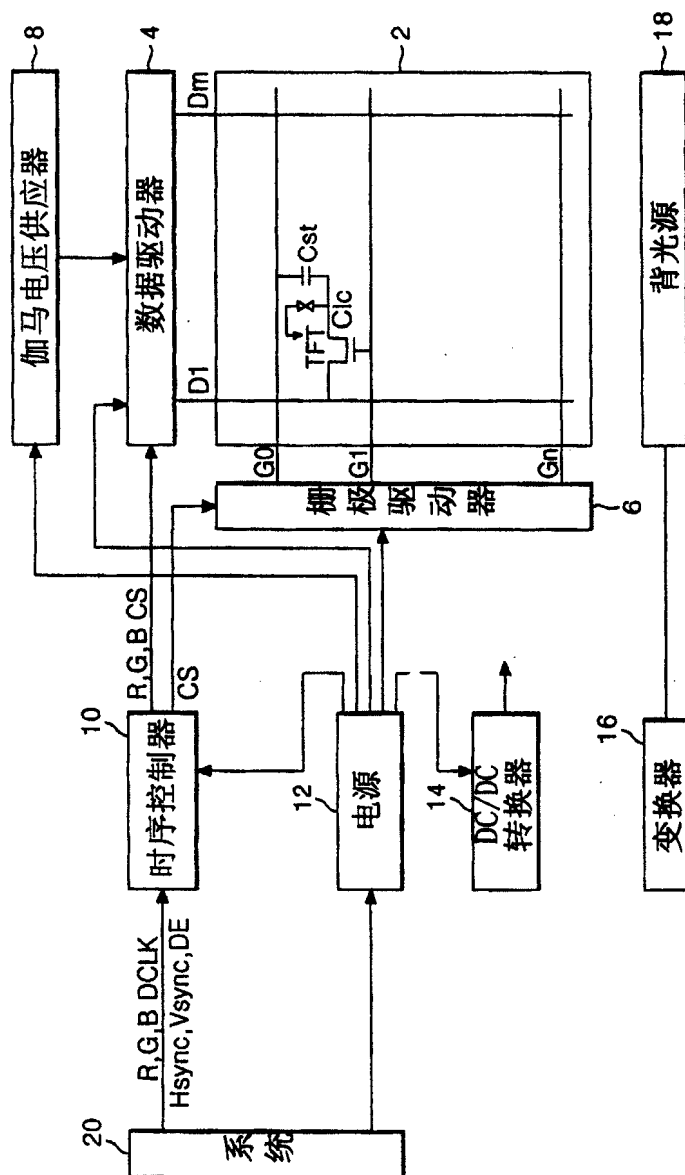 20
系统
R,G,B DCLK
Hsync,Vsync,DE
10
时序控制器
R,G,B CS
CS
12
电源
14
DC/DC
转换器
16
变换器
伽马电压供应器
8
数据驱动器
4
D1
Dm
G0
G1
Gn
栅极驱动器
6
TFT
Clc
Cst
2
背光源
18